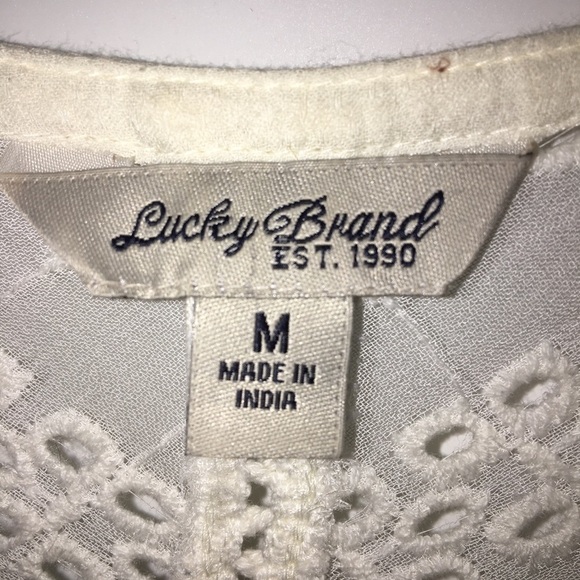 Lucky Brand
EST. 1990
M
MADE IN
INDIA